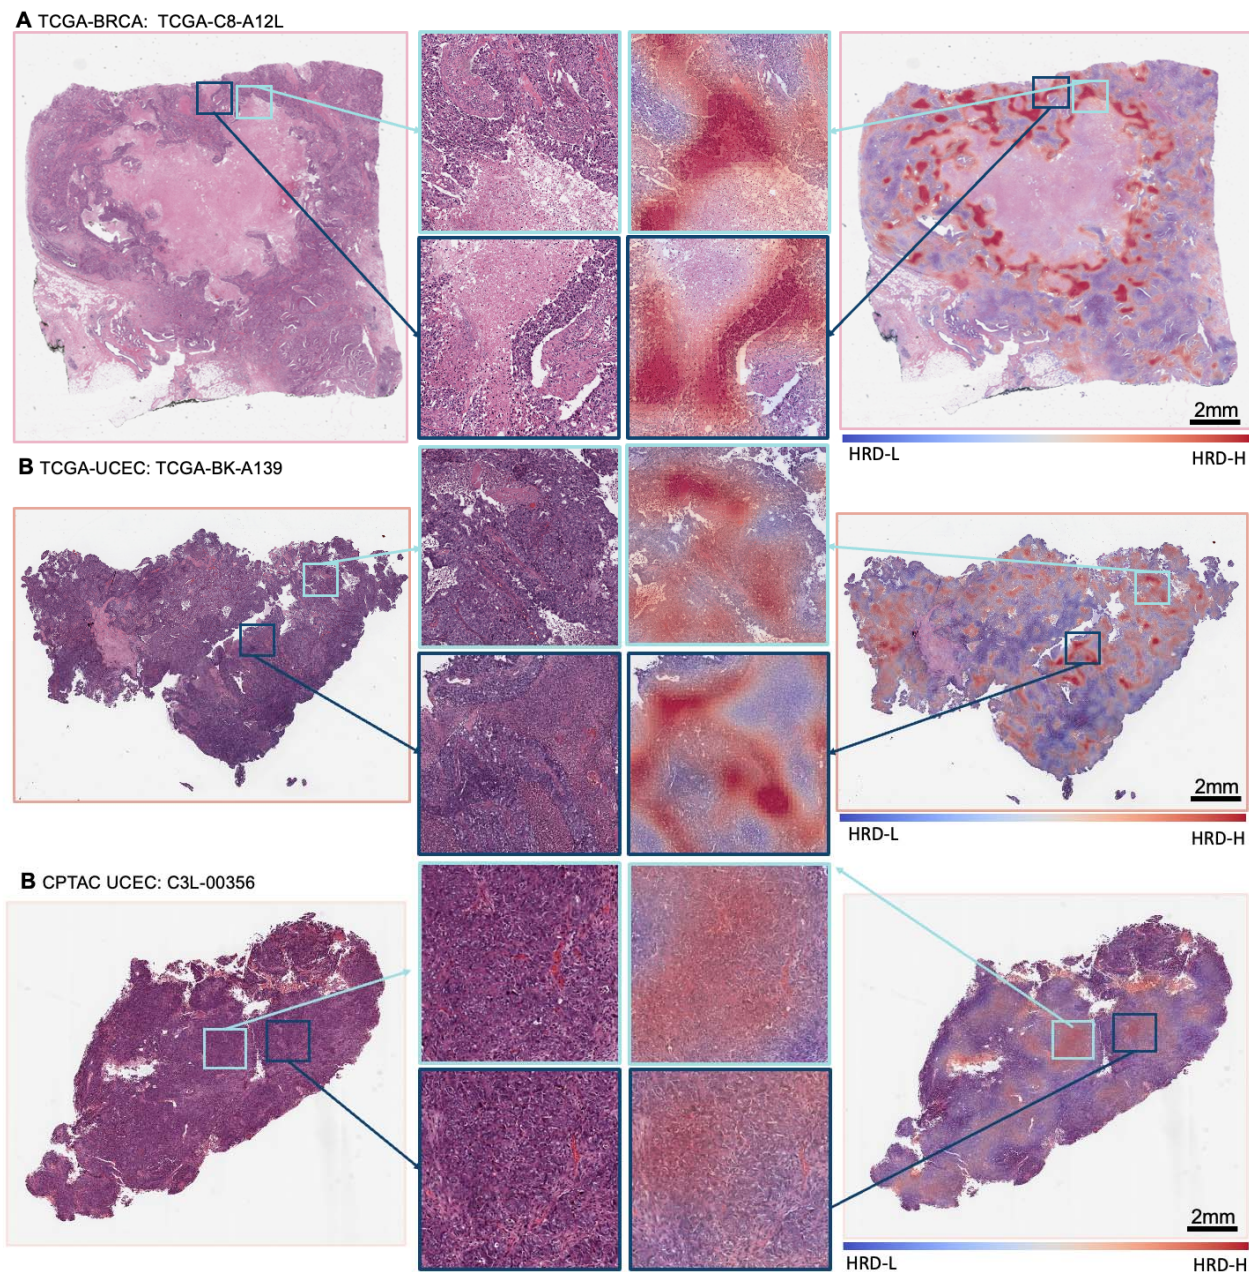 A TCGA-BRCA: TCGA-C8-A12L
2mm
HRD-L
HRD-H
B TCGA-UCEC: TCGA-BK-A139
2mm
HRD-L
HRD-H
B CPTAC UCEC: C3L-00356
2mm
HRD-L
HRD-H